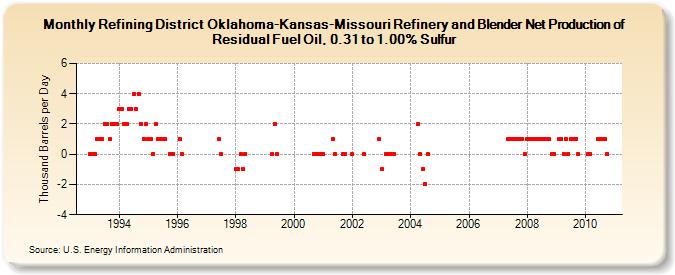 Monthly Refining District Oklahoma-Kansas-Missouri Refinery and Blender Net Production of
Residual Fuel Oil, 0.31 to 1.00% Sulfur
Thousand Barrels per Day
6
4
2
0
-2
-4
1994 1996 1998 2000 2002 2004 2006 2008 2010
Source: U.S. Energy Information Administration